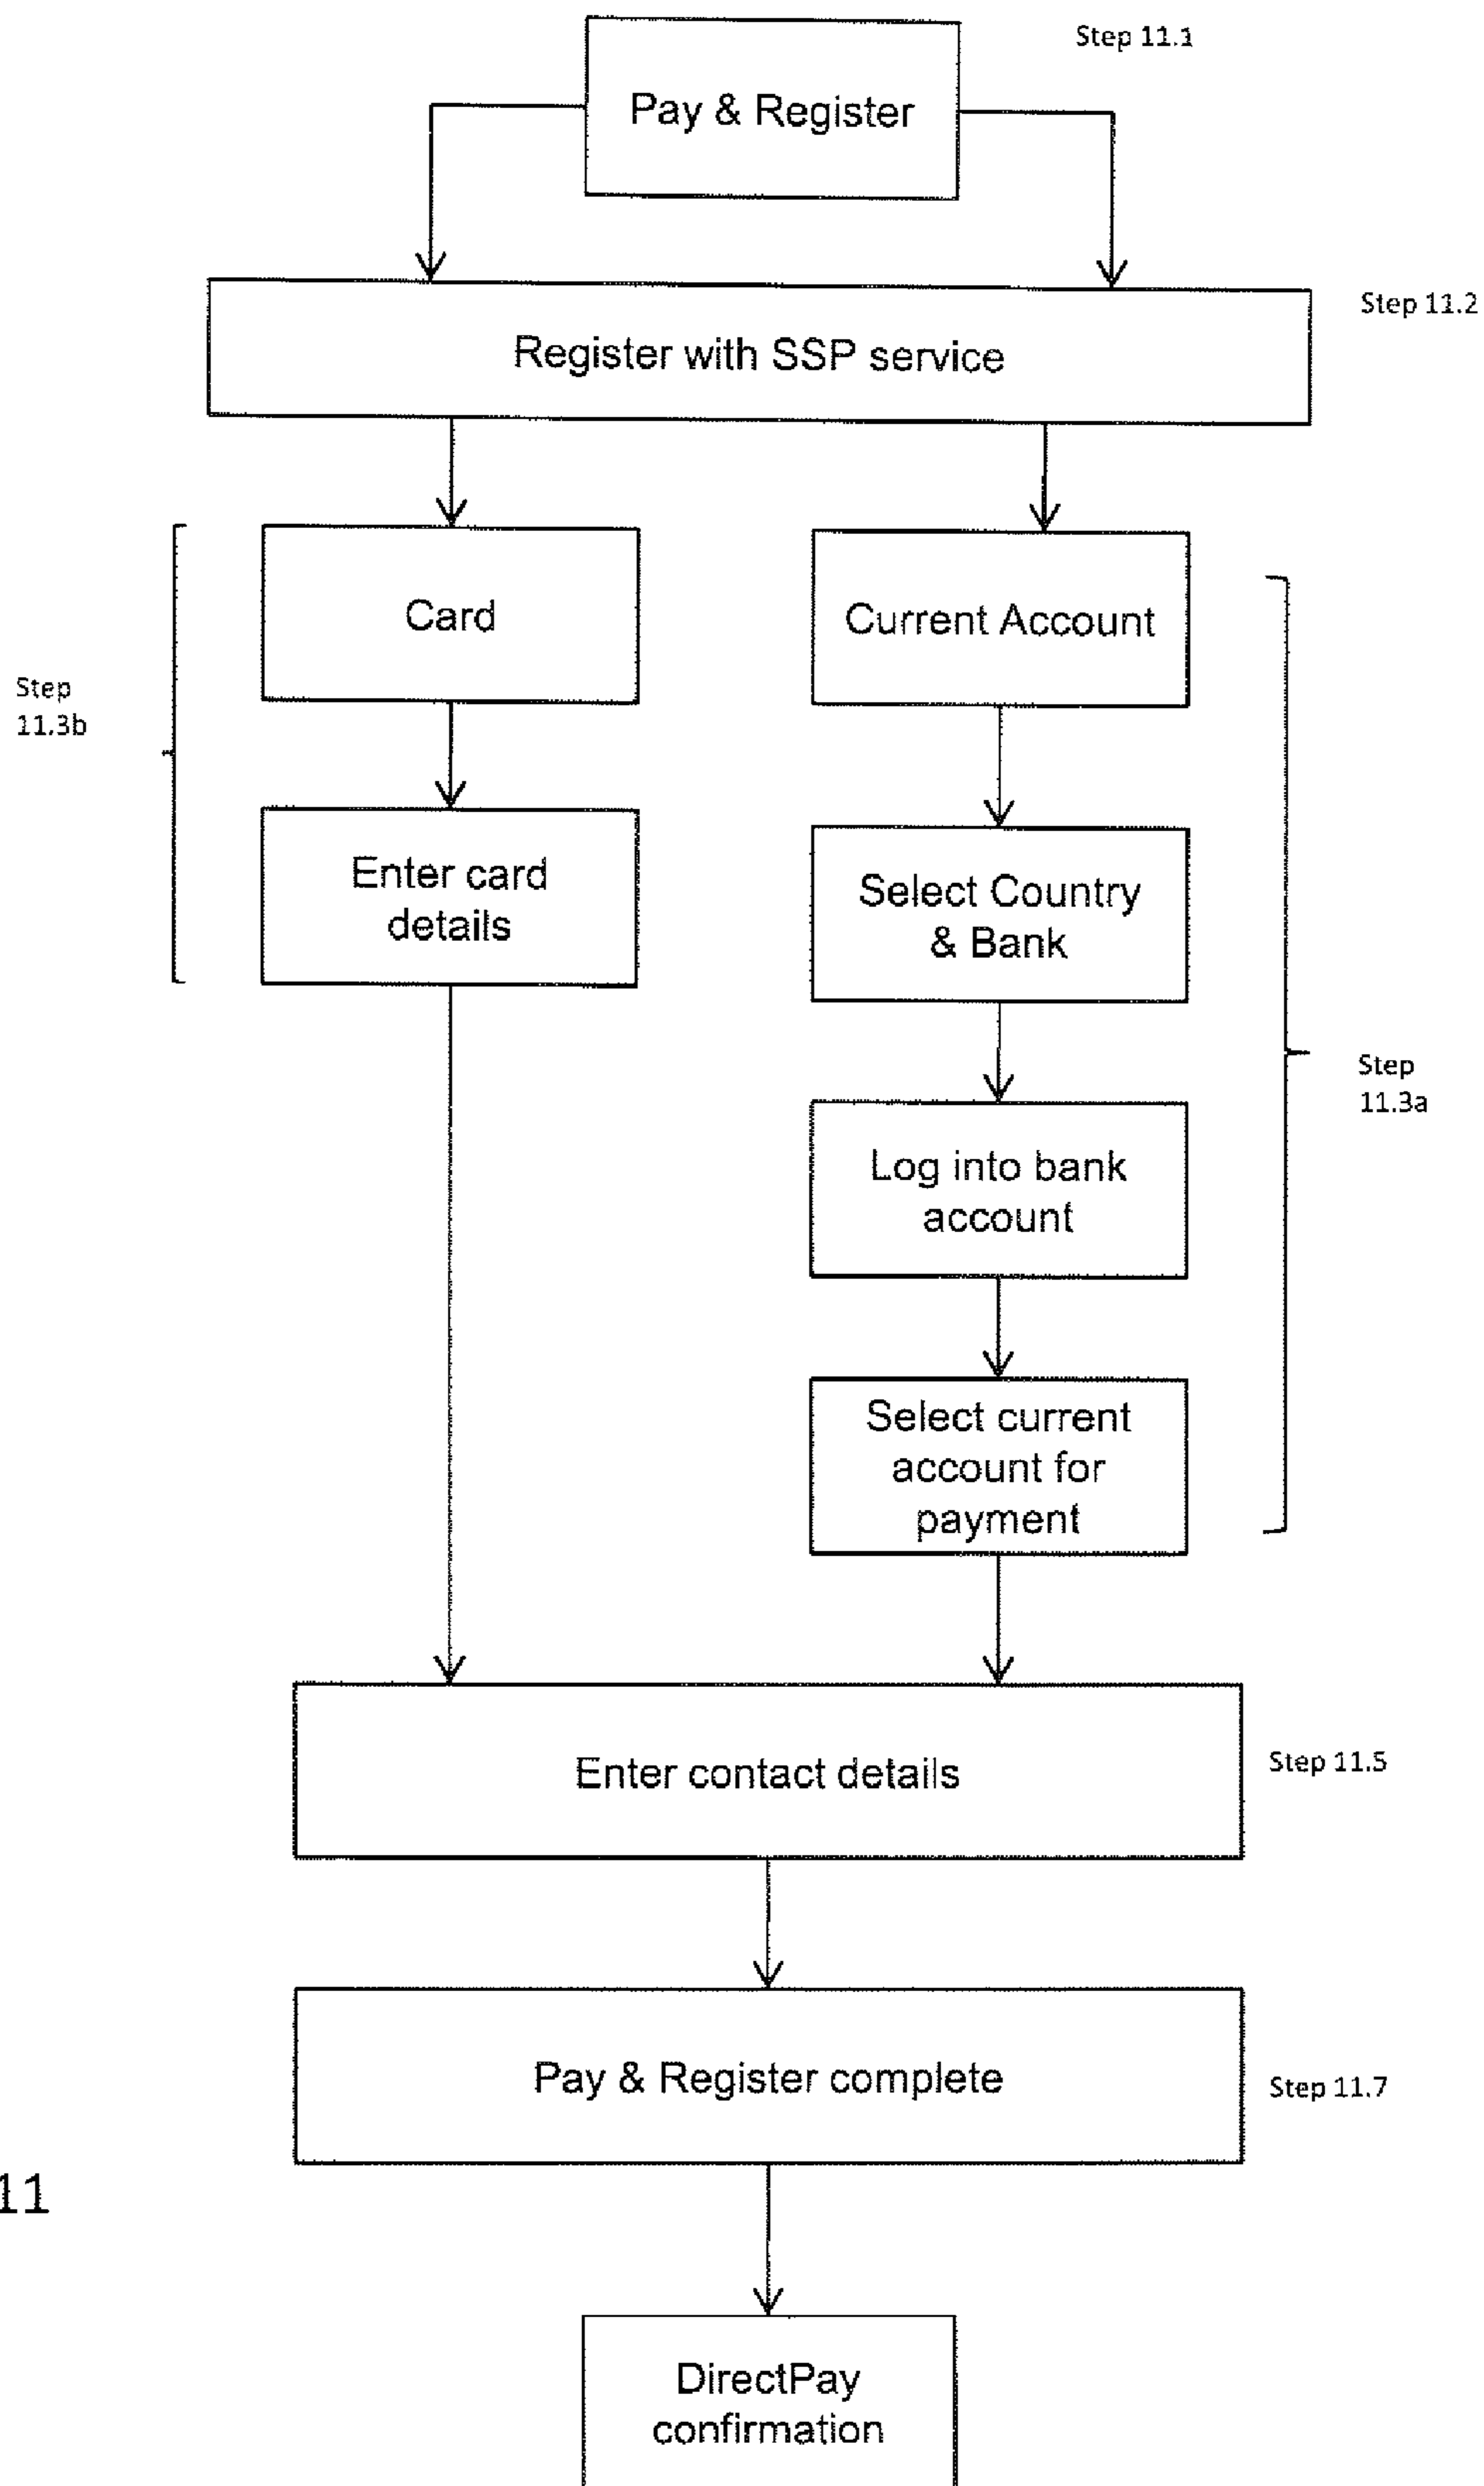 Step 11.1
Pay & Register
Step 11.2
Register with SSP service
Card
Current Account
Step
11.3b
Enter card
details
Select Country
& Bank
Step
11.3a
Log into bank
account
Select current
account for
payment
Enter contact details
Step 11.5
Pay & Register complete
Step 11.7
11
DirectPay
confirmation